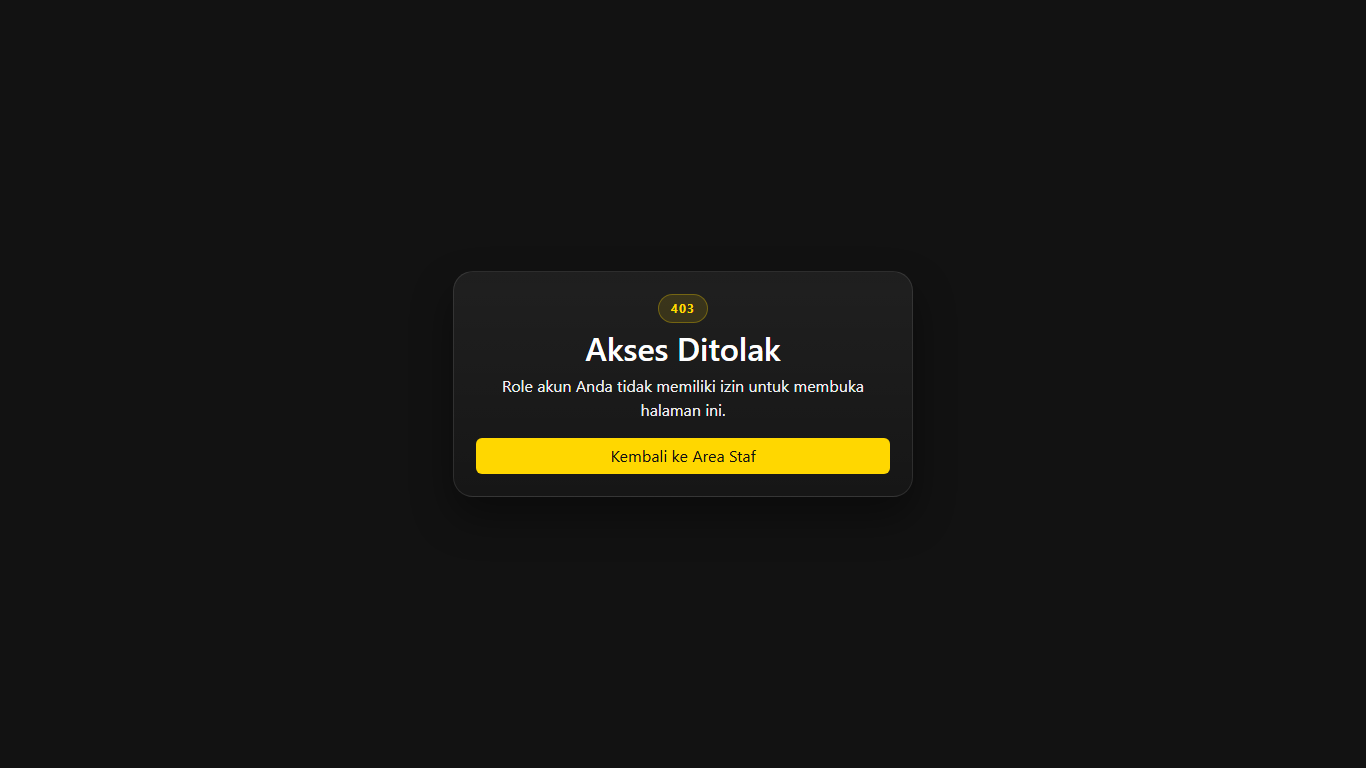 403
Akses Ditolak
Role akun Anda tidak memiliki izin untuk membuka
halaman ini.
Kembali ke Area Staf